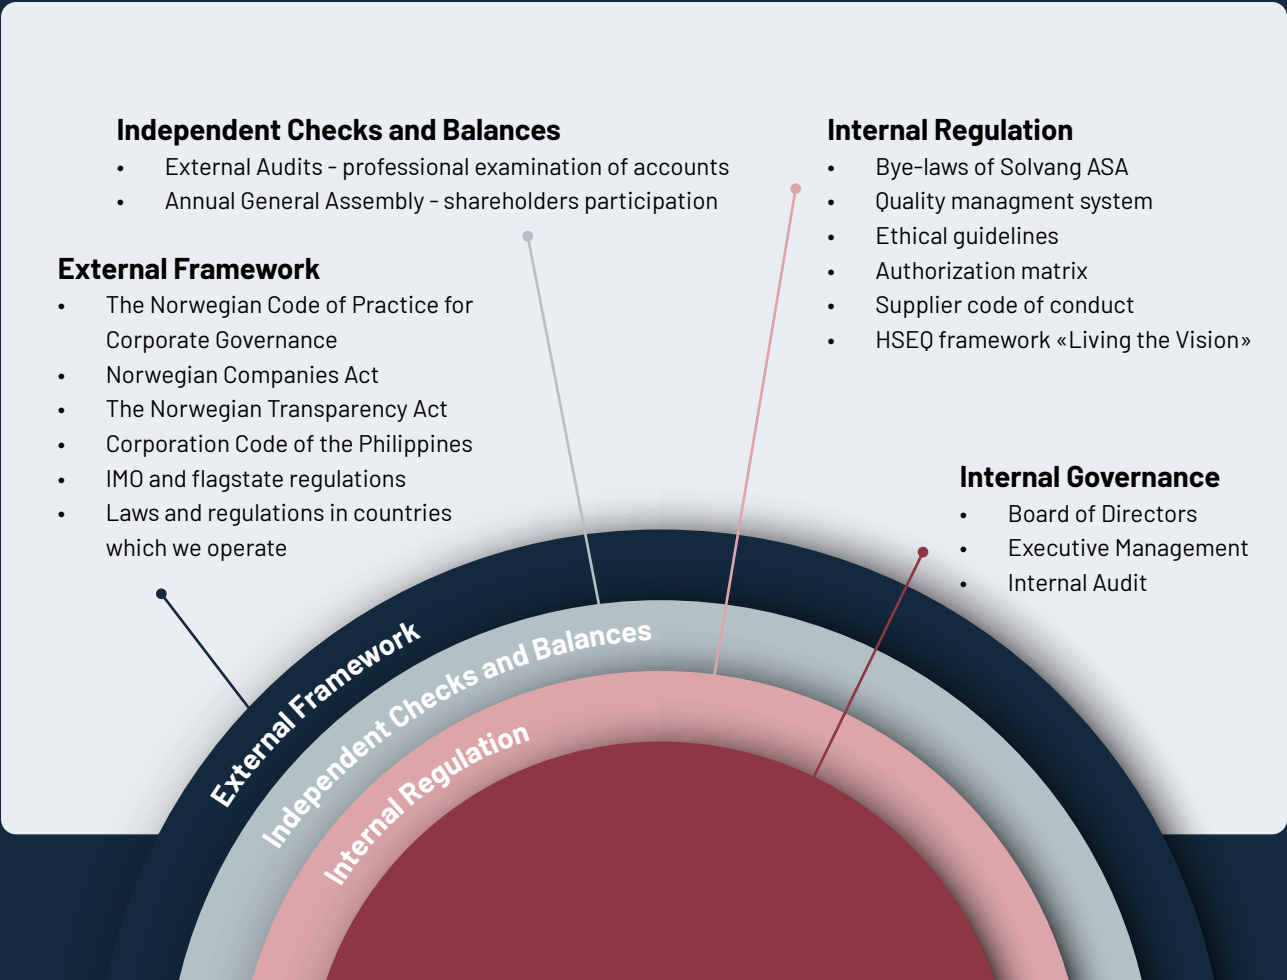 Independent Checks and Balances
• External Audits - professional examination of accounts
• Annual General Assembly - shareholders participation
External Framework
• The Norwegian Code of Practice for
Corporate Governance
• Norwegian Companies Act
• The Norwegian Transparency Act
• Corporation Code of the Philippines
• IMO and flagstate regulations
• Laws and regulations in countries
which we operate
Internal Regulation
• Bye-laws of Solvang ASA
• Quality managment system
• Ethical guidelines
• Authorization matrix
• Supplier code of conduct
• HSEQ framework «Living the Vision»
Internal Governance
• Board of Directors
• Executive Management
• Internal Audit
External Framework
Independent Checks and Balances
Internal Regulation